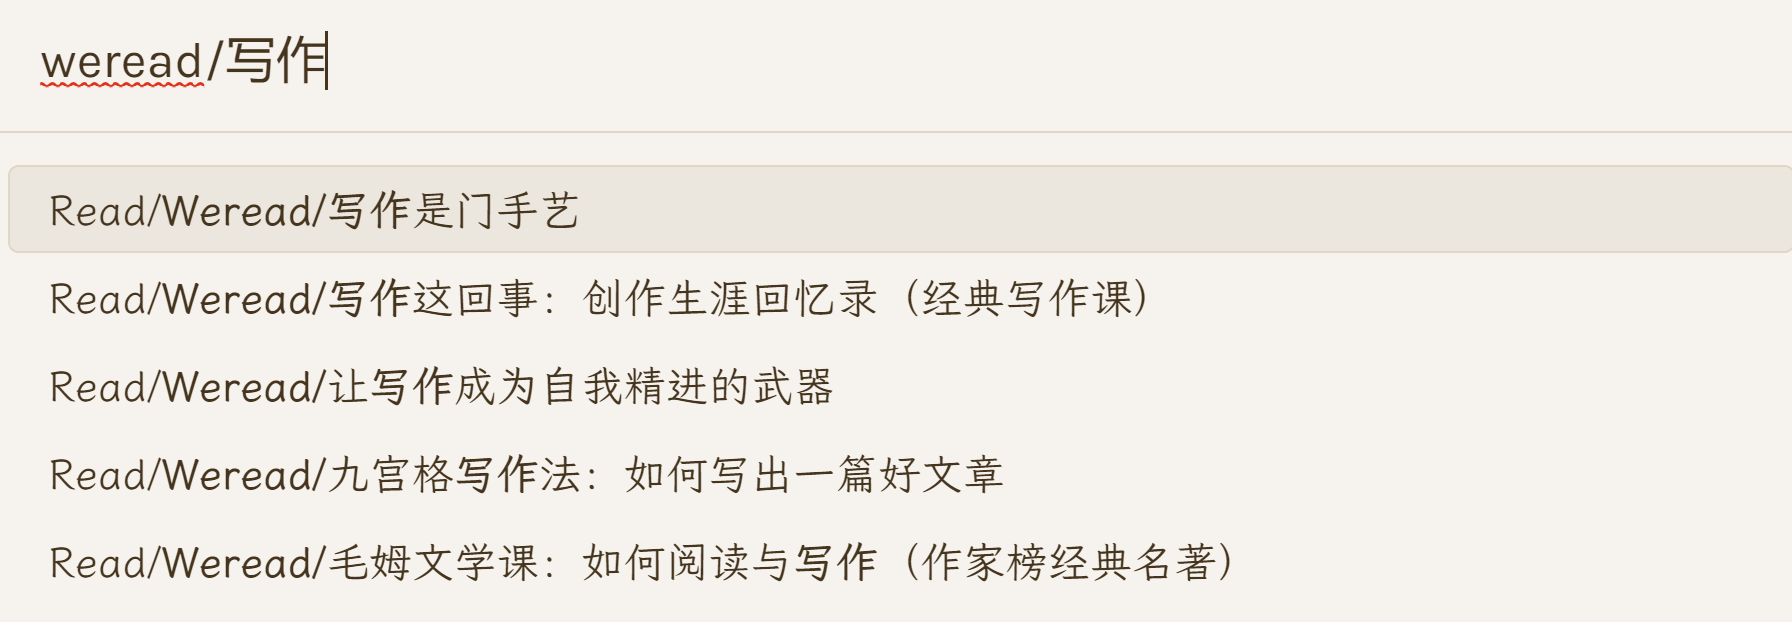 weread/写作
Read/Weread/写作是门手艺
Read/Weread/写作这回事：创作生涯回忆录（经典写作课）
Read/Weread/让写作成为自我精进的武器
Read/Weread/九宫格写作法：如何写出一篇好文章
Read/Weread/毛姆文学课：如何阅读与写作（作家榜经典名著）